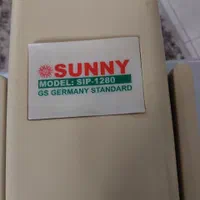 SUNNY
MODEL: SIP-1280
GS GERMANY STANDARD